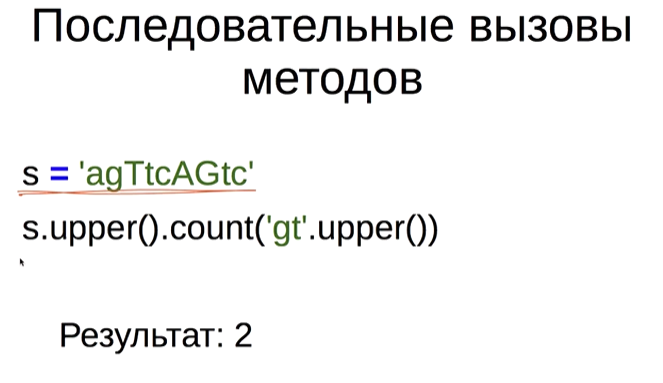 Последовательные вызовы
методов
s = 'agTtcAGtc'
s.upper().count('gt'.upper())
Результат: 2